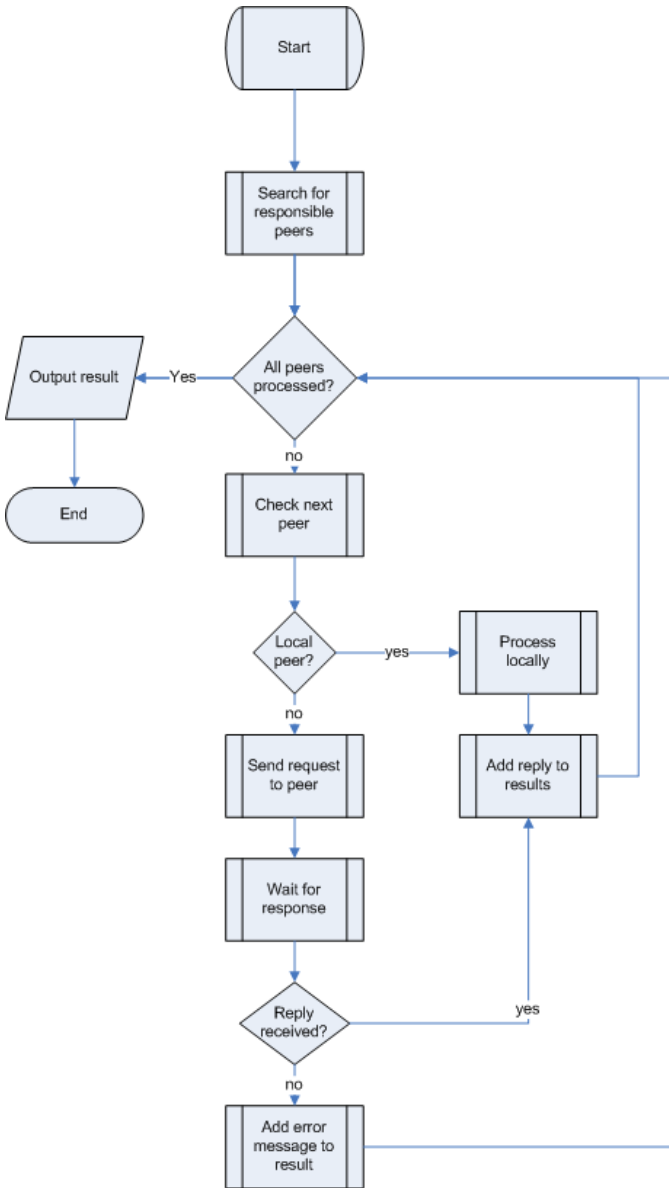 Start
Search for
responsible
peers
All peers
processed?
Yes
Output result
End
no
Check next
peer
Local
peer?
yes
Process
locally
no
Send request
to peer
Add reply to
results
Wait for
response
Reply
received?
yes
no
Add error
message to
result